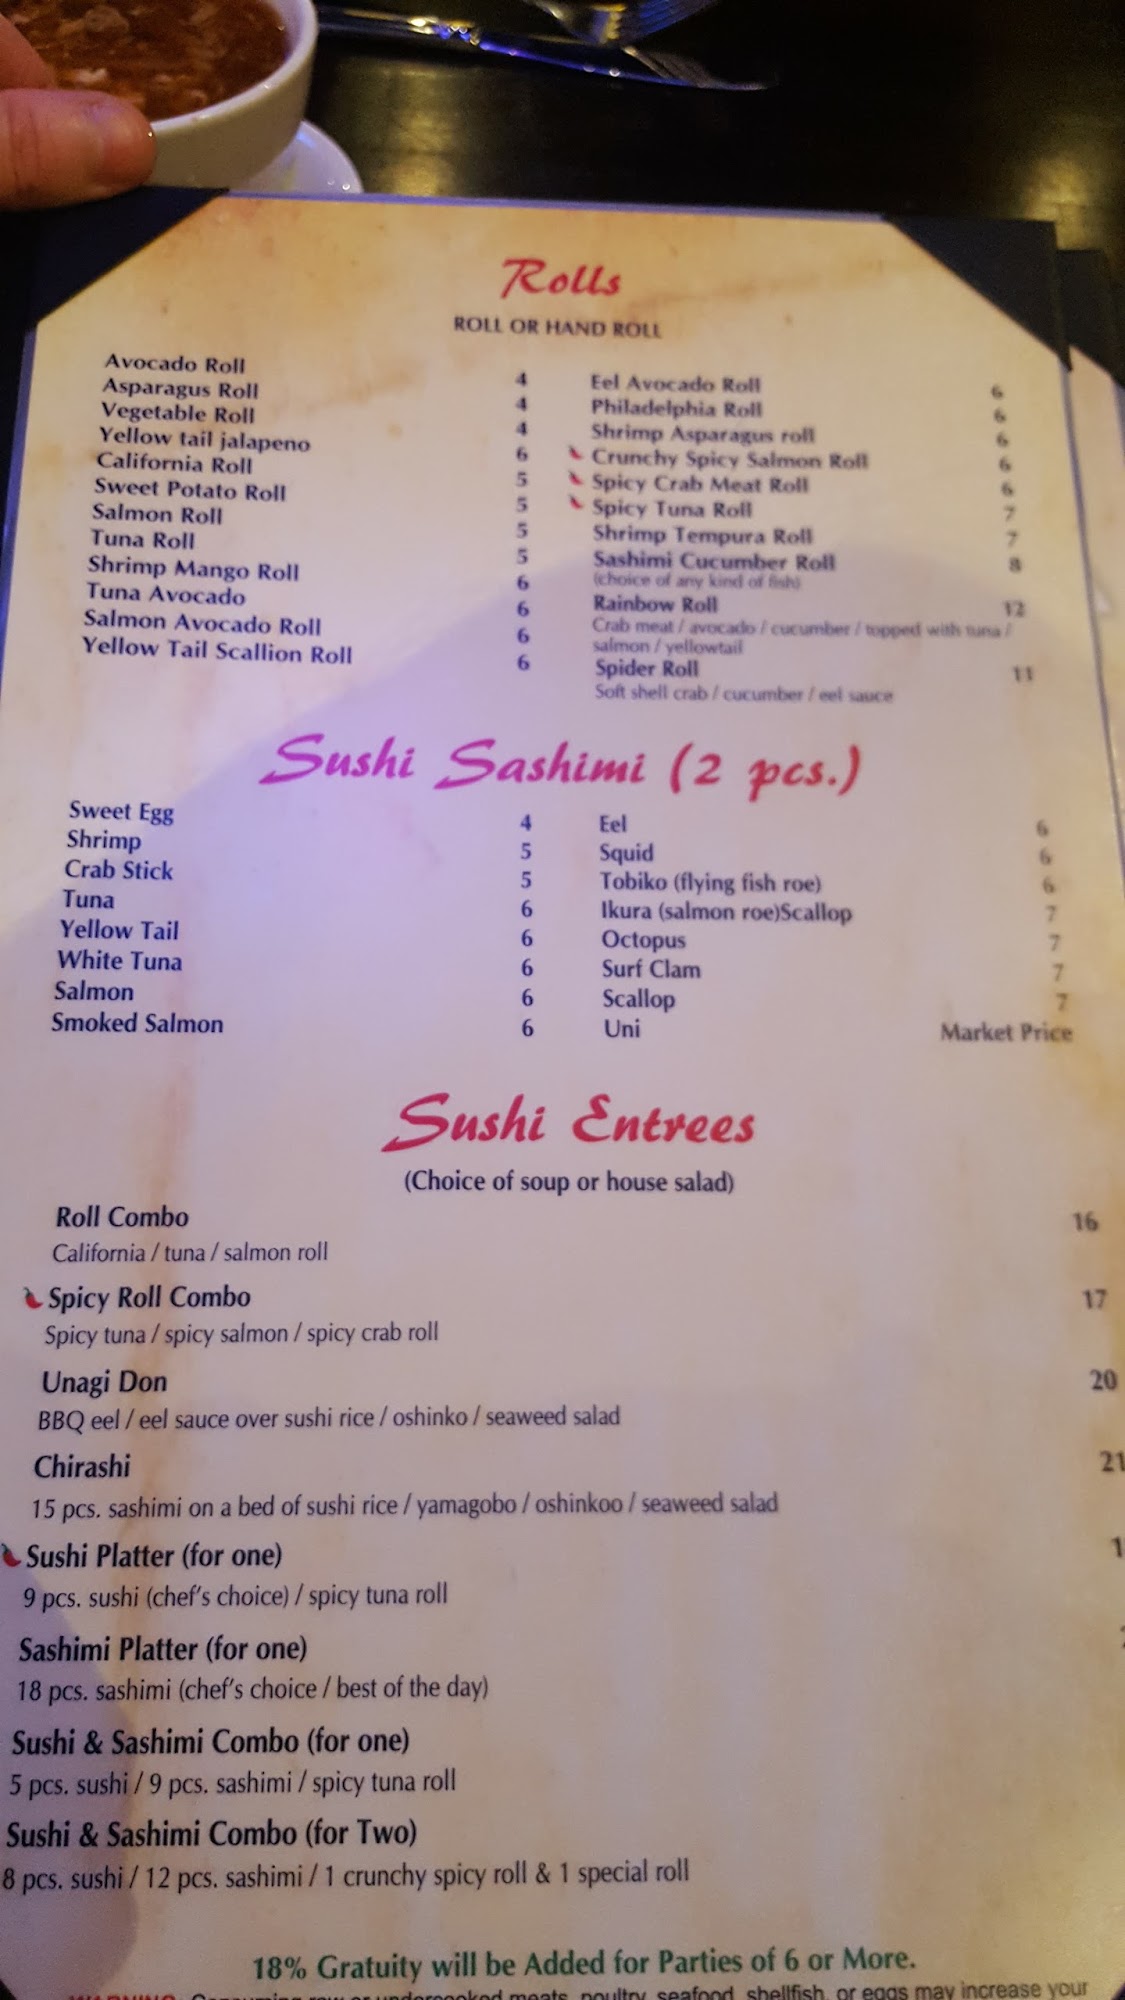 Rolls
ROLL OR HAND ROLL
Avocado Roll 4
Asparagus Roll 4
Vegetable Roll 4
Yellow tail jalapeno 6
California Roll 5
Sweet Potato Roll 5
Salmon Roll 5
Tuna Roll 5
Shrimp Mango Roll 6
Tuna Avocado 6
Salmon Avocado Roll 6
Yellow Tail Scallion Roll 6
Eel Avocado Roll 6
Philadelphia Roll 6
Shrimp Asparagus roll 6
Crunchy Spicy Salmon Roll 6
Spicy Crab Meat Roll 6
Spicy Tuna Roll 7
Shrimp Tempura Roll 7
Sashimi Cucumber Roll 8
(choice of any kind of fish)
Rainbow Roll 12
Crab meat / avocado / cucumber / topped with tuna /
salmon / yellowtail
Spider Roll 11
Soft shell crab / cucumber / eel sauce
Sushi Sashimi (2 pcs.)
Sweet Egg 4
Shrimp 5
Crab Stick 5
Tuna 6
Yellow Tail 6
White Tuna 6
Salmon 6
Smoked Salmon 6
Eel 6
Squid 6
Tobiko (flying fish roe) 6
Ikura (salmon roe)Scallop 7
Octopus 7
Surf Clam 7
Scallop 7
Uni Market Price
Sushi Entrees
(Choice of soup or house salad)
Roll Combo 16
California / tuna / salmon roll
Spicy Roll Combo 17
Spicy tuna / spicy salmon / spicy crab roll
Unagi Don 20
BBQ eel / eel sauce over sushi rice / oshinko / seaweed salad
Chirashi 21
15 pcs. sashimi on a bed of sushi rice / yamagobo / oshinkoo / seaweed salad
Sushi Platter (for one)
9 pcs. sushi (chef's choice) / spicy tuna roll
Sashimi Platter (for one)
18 pcs. sashimi (chef's choice / best of the day)
Sushi & Sashimi Combo (for one)
5 pcs. sushi / 9 pcs. sashimi / spicy tuna roll
Sushi & Sashimi Combo (for Two)
8 pcs. sushi / 12 pcs. sashimi / 1 crunchy spicy roll & 1 special roll
18% Gratuity will be Added for Parties of 6 or More.
WARNING: Consuming raw or undercooked meats, poultry, seafood, shellfish, or eggs may increase your